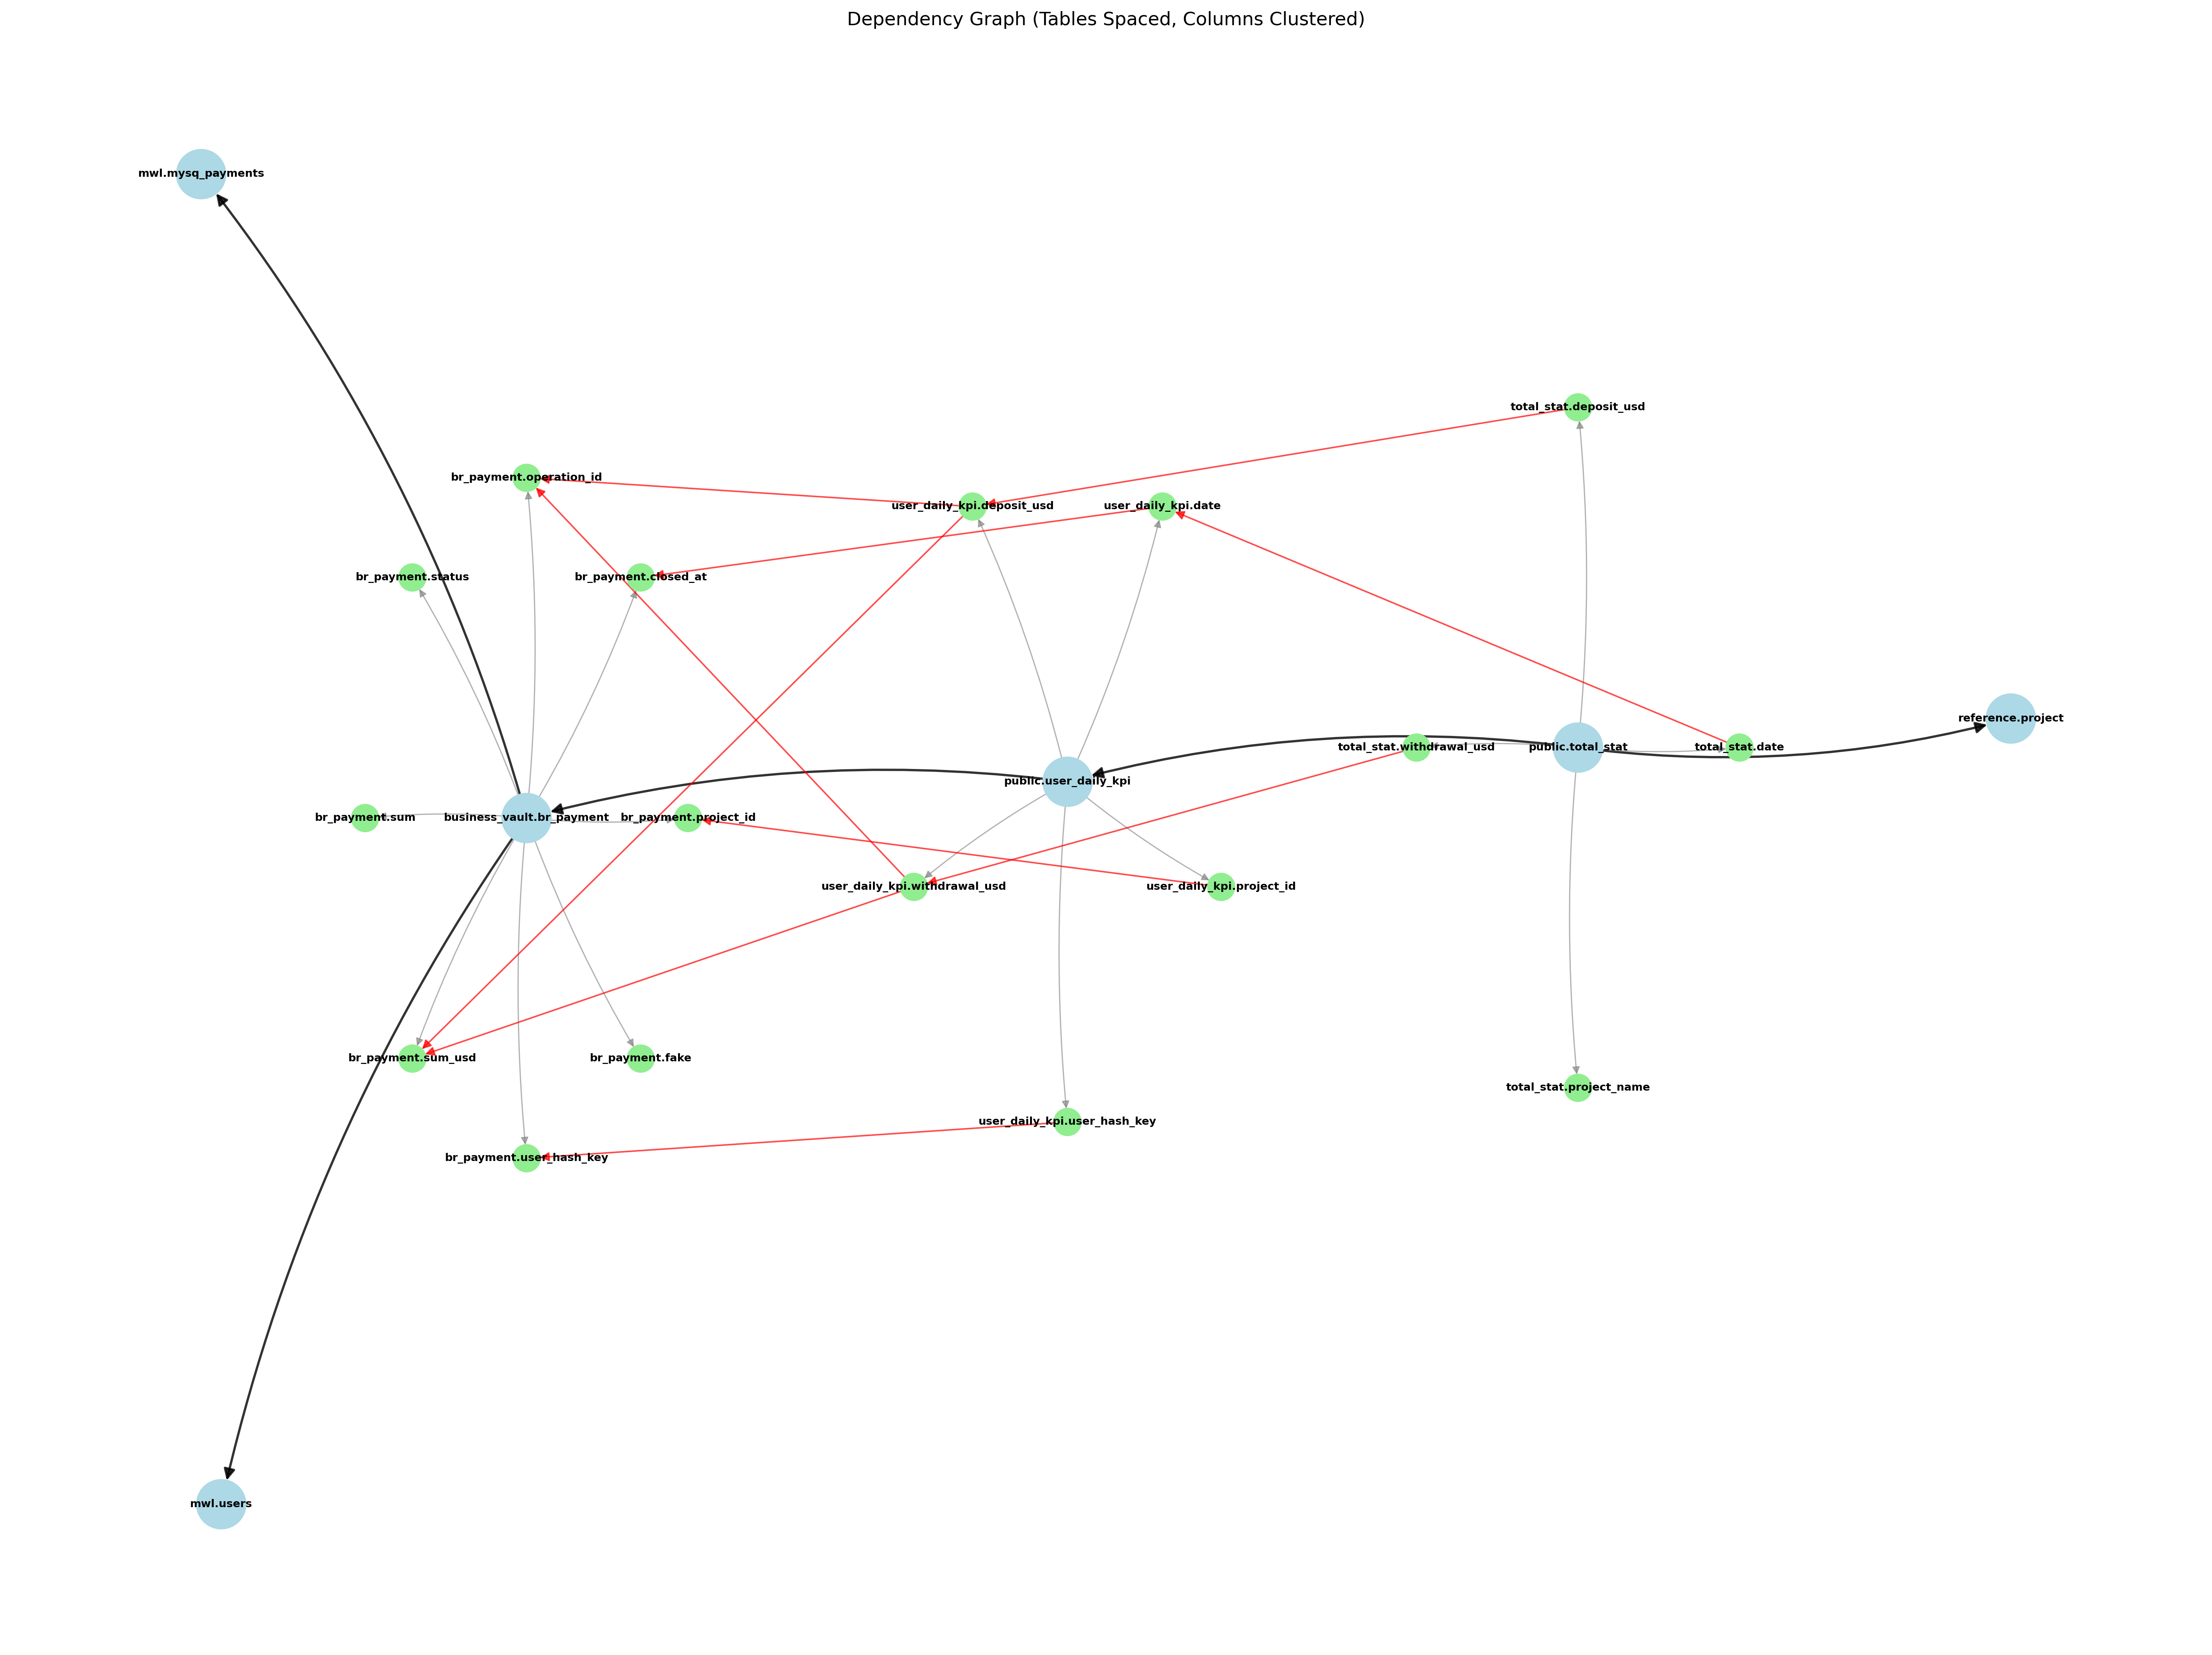 Dependency Graph (Tables Spaced, Columns Clustered)
mwl.mysq_payments
total_stat.deposit_usd
br_payment.operation_id
user_daily_kpi.deposit_usd
user_daily_kpi.date
br_payment.status
br_payment.closed_at
reference.project
total_stat.withdrawal_usd
public.total_stat
total_stat.date
public.user_daily_kpi
br_payment.sum
business_vault.br_payment
br_payment.project_id
user_daily_kpi.withdrawal_usd
user_daily_kpi.project_id
br_payment.sum_usd
br_payment.fake
total_stat.project_name
user_daily_kpi.user_hash_key
br_payment.user_hash_key
mwl.users